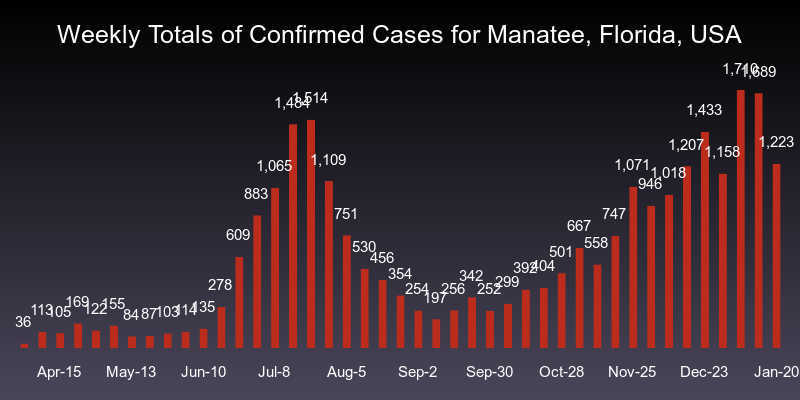 Weekly Totals of Confirmed Cases for Manatee, Florida, USA
36 113 105 169 122 155 84 87 103 114 135 278 609 883 1,065 1,484 1,514 1,109 751 530 456 354 254 197 256 342 252 299 392 404 501 667 558 747 1,071 946 1,018 1,207 1,433 1,158 1,710 1,689 1,223
Apr-15 May-13 Jun-10 Jul-8 Aug-5 Sep-2 Sep-30 Oct-28 Nov-25 Dec-23 Jan-20